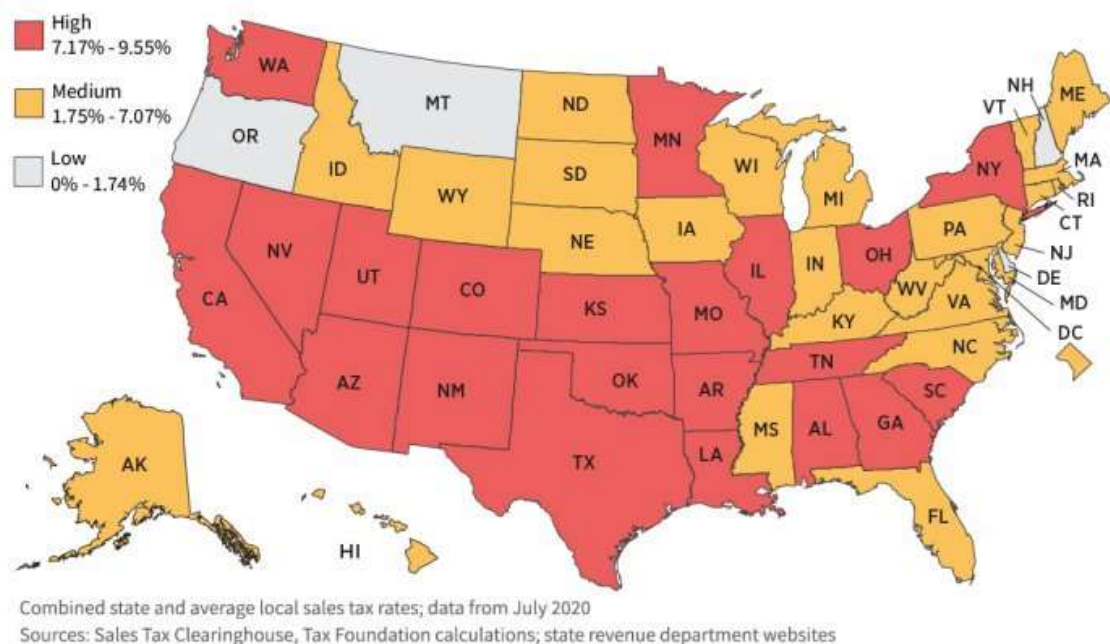 High
7.17% - 9.55%
Medium
1.75% - 7.07%
Low
0% - 1.74%
WA
MT
ND
MN
OR
ID
WY
SD
WI
MI
NY
VT
NH
ME
MA
RI
CT
NJ
DE
MD
DC
PA
NE
IA
IL
IN
OH
WV
VA
NV
UT
CO
KS
MO
KY
NC
CA
AZ
NM
OK
AR
TN
SC
TX
LA
MS
AL
GA
FL
AK
HI
Combined state and average local sales tax rates; data from July 2020
Sources: Sales Tax Clearinghouse, Tax Foundation calculations; state revenue department websites